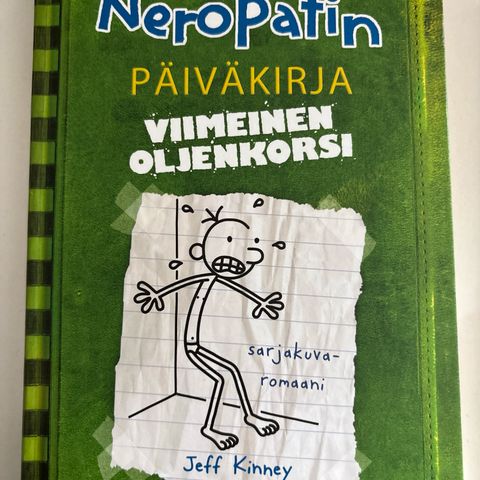 Neropatin
PÄIVÄKIRJA
VIIMEINEN
OLJENKORSI
sarjakuva-
romaani
Jeff Kinney